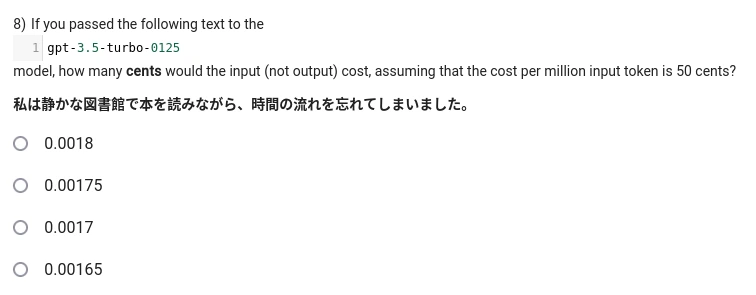 8) If you passed the following text to the
1 gpt-3.5-turbo-0125
model, how many cents would the input (not output) cost, assuming that the cost per million input token is 50 cents?
私は静かな図書館で本を読みながら、時間の流れを忘れてしまいました。
0.0018
0.00175
0.0017
0.00165